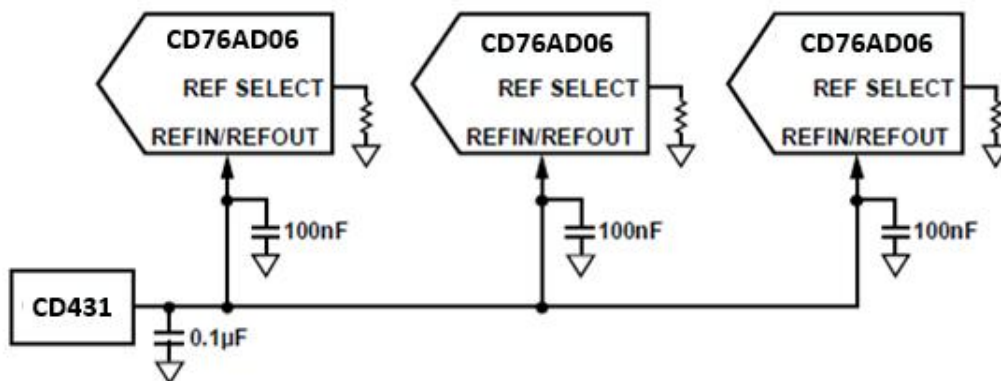 CD76AD06
CD76AD06
CD76AD06
REF SELECT
REF SELECT
REF SELECT
REFIN/REFOUT
REFIN/REFOUT
REFIN/REFOUT
100nF
100nF
100nF
CD431
0.1µF